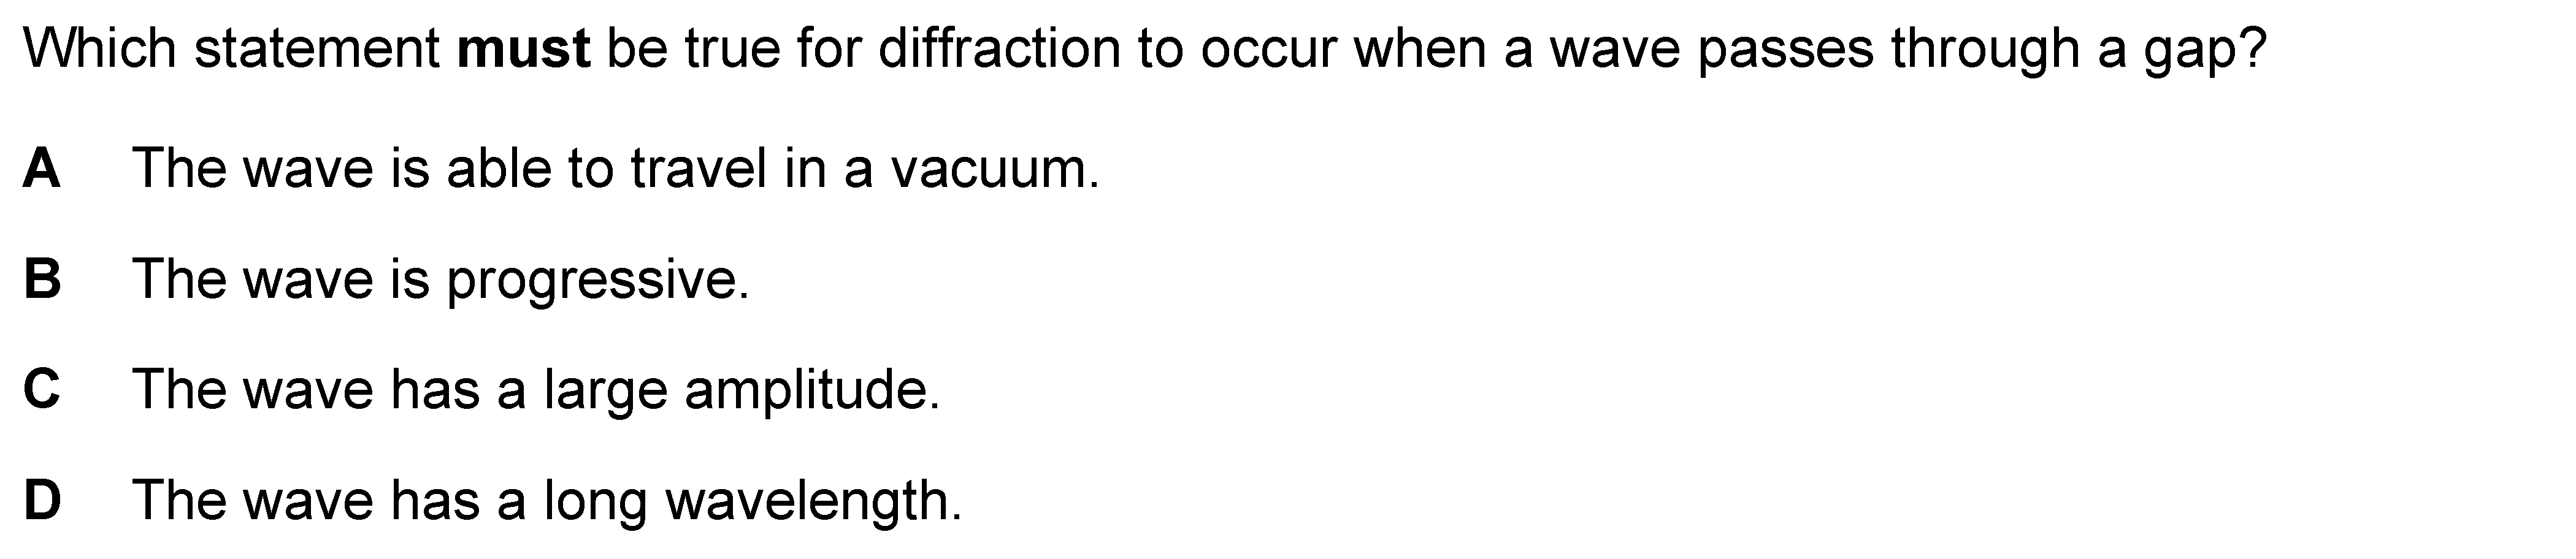 Which statement must be true for diffraction to occur when a wave passes through a gap?
A The wave is able to travel in a vacuum.
B The wave is progressive.
C The wave has a large amplitude.
D The wave has a long wavelength.